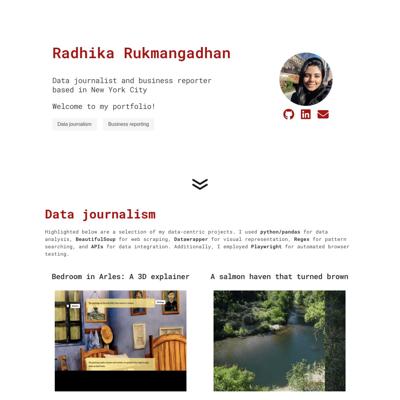 Radhika Rukmangadhan
Data journalist and business reporter
based in New York City
Welcome to my portfolio!
Data journalism
Business reporting
Data journalism
Highlighted below are a selection of my data-centric projects. I used python/pandas for data
analysis, BeautifulSoup for web scraping, Datawrapper for visual representation, Regex for pattern
searching, and APIs for data integration. Additionally, I employed Playwright for automated browser
testing.
Bedroom in Arles: A 3D explainer
A salmon haven that turned brown